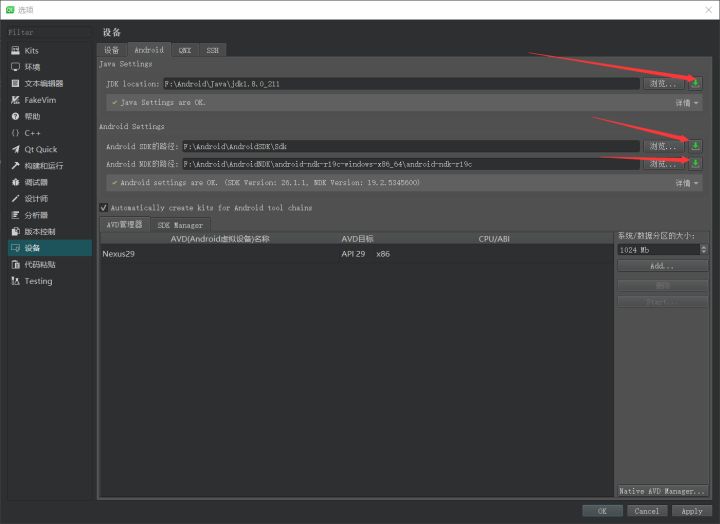 选项
Filter
设备
Kits
环境
文本编辑器
FakeVim
帮助
C++
Qt Quick
构建和运行
调试器
设计师
分析器
版本控制
设备
代码粘贴
Testing
设备 Android QNX SSH
Java Settings
JDK location: F:\Android\Java\jdk1.8.0_211 浏览...
Java Settings are OK. 详情
Android Settings
Android SDK的路径: F:\Android\AndroidSDK\Sdk 浏览...
Android NDK的路径: F:\Android\AndroidNDK\android-ndk-r19c-windows-x86_64\android-ndk-r19c 浏览...
Android settings are OK. (SDK Version: 26.1.1, NDK Version: 19.2.5345600) 详情
Automatically create kits for Android tool chains
AVD管理器 SDK Manager
AVD(Android虚拟设备)名称 AVD目标 CPU/ABI
Nexus29 API 29 x86
系统/数据分区的大小:
1024 Mb
Add...
删除
Start...
Native AVD Manager...
OK Cancel Apply